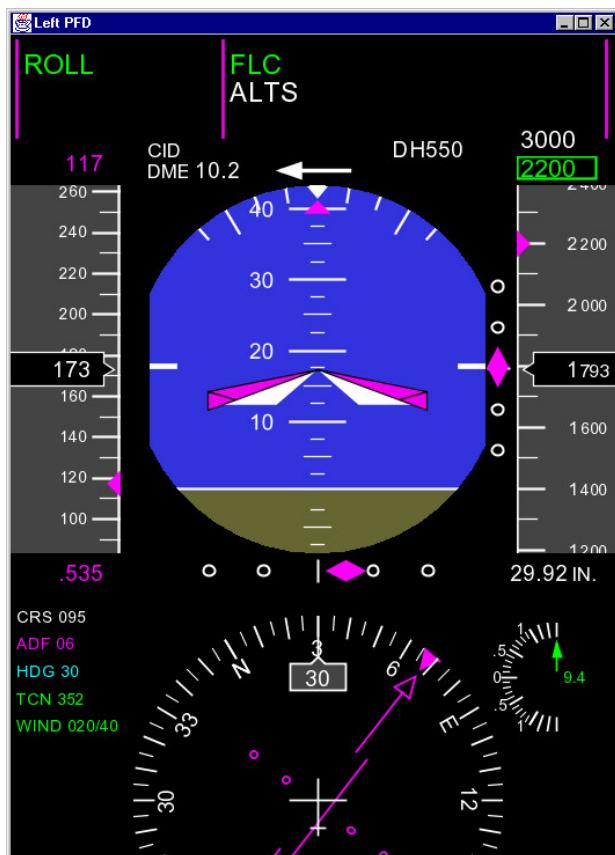 Left PFD
ROLL
FLC
ALTS
117
CID
DME 10.2
DH550
3000
2200
260
240
220
200
173
160
140
120
100
.535
40
30
20
10
2400
2200
2000
1793
1600
1400
1200
29.92 IN.
CRS 095
ADF 06
HDG 30
TCN 352
WIND 020/40
30
33
N
3
30
6
E
12
1
.5
0
.5
1
9.4